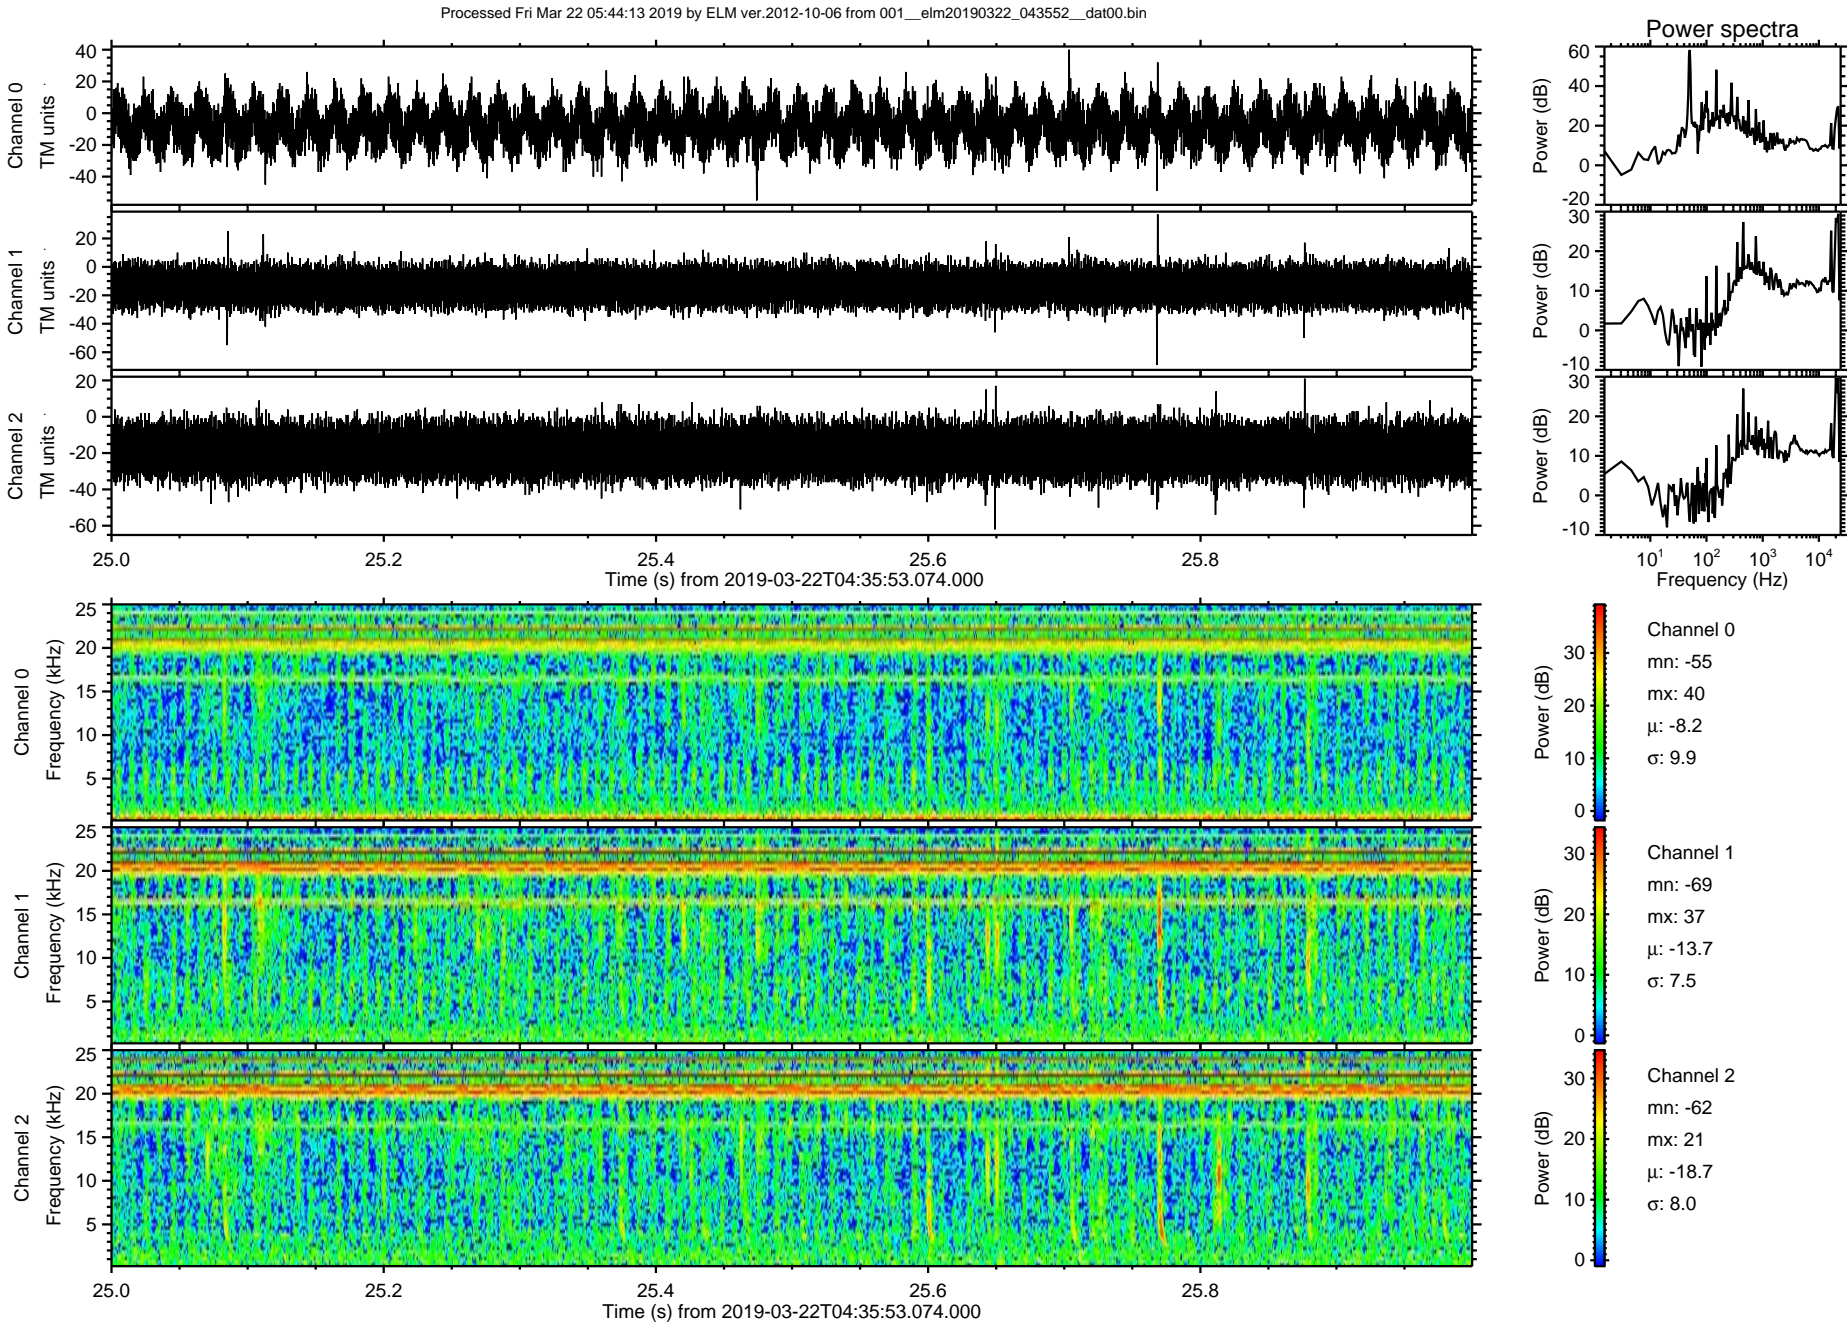 Processed Fri Mar 22 05:44:13 2019 by ELM ver.2012-10-06 from 001__elm20190322_043552__dat00.bin
Power spectra
Channel 0
TM units
40
20
0
-20
-40
Power (dB)
60
40
20
0
-20
Channel 1
TM units
20
0
-20
-40
-60
Power (dB)
30
20
10
0
-10
Channel 2
TM units
20
0
-20
-40
-60
Power (dB)
30
20
10
0
-10
25.0 25.2 25.4 25.6 25.8
Time (s) from 2019-03-22T04:35:53.074.000
10^1 10^2 10^3 10^4
Frequency (Hz)
Channel 0
Frequency (kHz)
25
20
15
10
5
Power (dB)
30
20
10
0
Channel 0
mn: -55
mx: 40
μ: -8.2
σ: 9.9
Channel 1
Frequency (kHz)
25
20
15
10
5
Power (dB)
30
20
10
0
Channel 1
mn: -69
mx: 37
μ: -13.7
σ: 7.5
Channel 2
Frequency (kHz)
25
20
15
10
5
Power (dB)
30
20
10
0
Channel 2
mn: -62
mx: 21
μ: -18.7
σ: 8.0
25.0 25.2 25.4 25.6 25.8
Time (s) from 2019-03-22T04:35:53.074.000